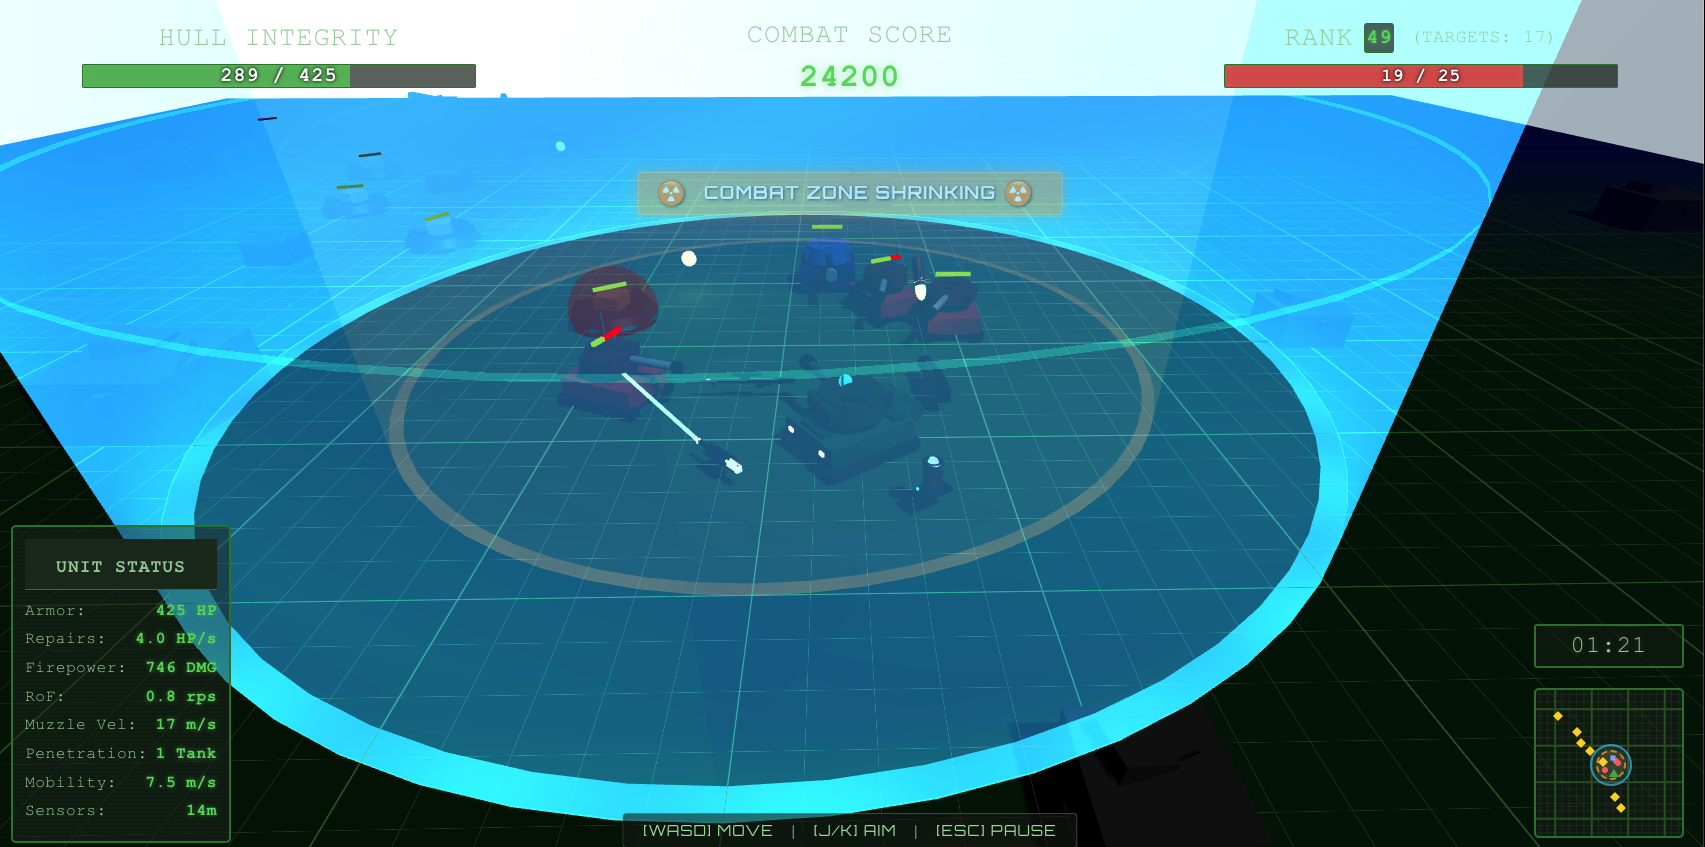 HULL INTEGRITY
289 / 425
COMBAT SCORE
24200
RANK 49 (TARGETS: 17)
19 / 25
COMBAT ZONE SHRINKING
UNIT STATUS
Armor: 425 HP
Repairs: 4.0 HP/s
Firepower: 746 DMG
RoF: 0.8 rps
Muzzle Vel: 17 m/s
Penetration: 1 Tank
Mobility: 7.5 m/s
Sensors: 14m
01:21
[WASD] MOVE | [J/K] AIM | [ESC] PAUSE